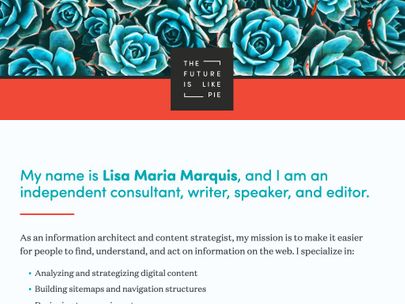 THE
FUTURE
IS LIKE
PIE
My name is Lisa Maria Marquis, and I am an
independent consultant, writer, speaker, and editor.
As an information architect and content strategist, my mission is to make it easier
for people to find, understand, and act on information on the web. I specialize in:
• Analyzing and strategizing digital content
• Building sitemaps and navigation structures